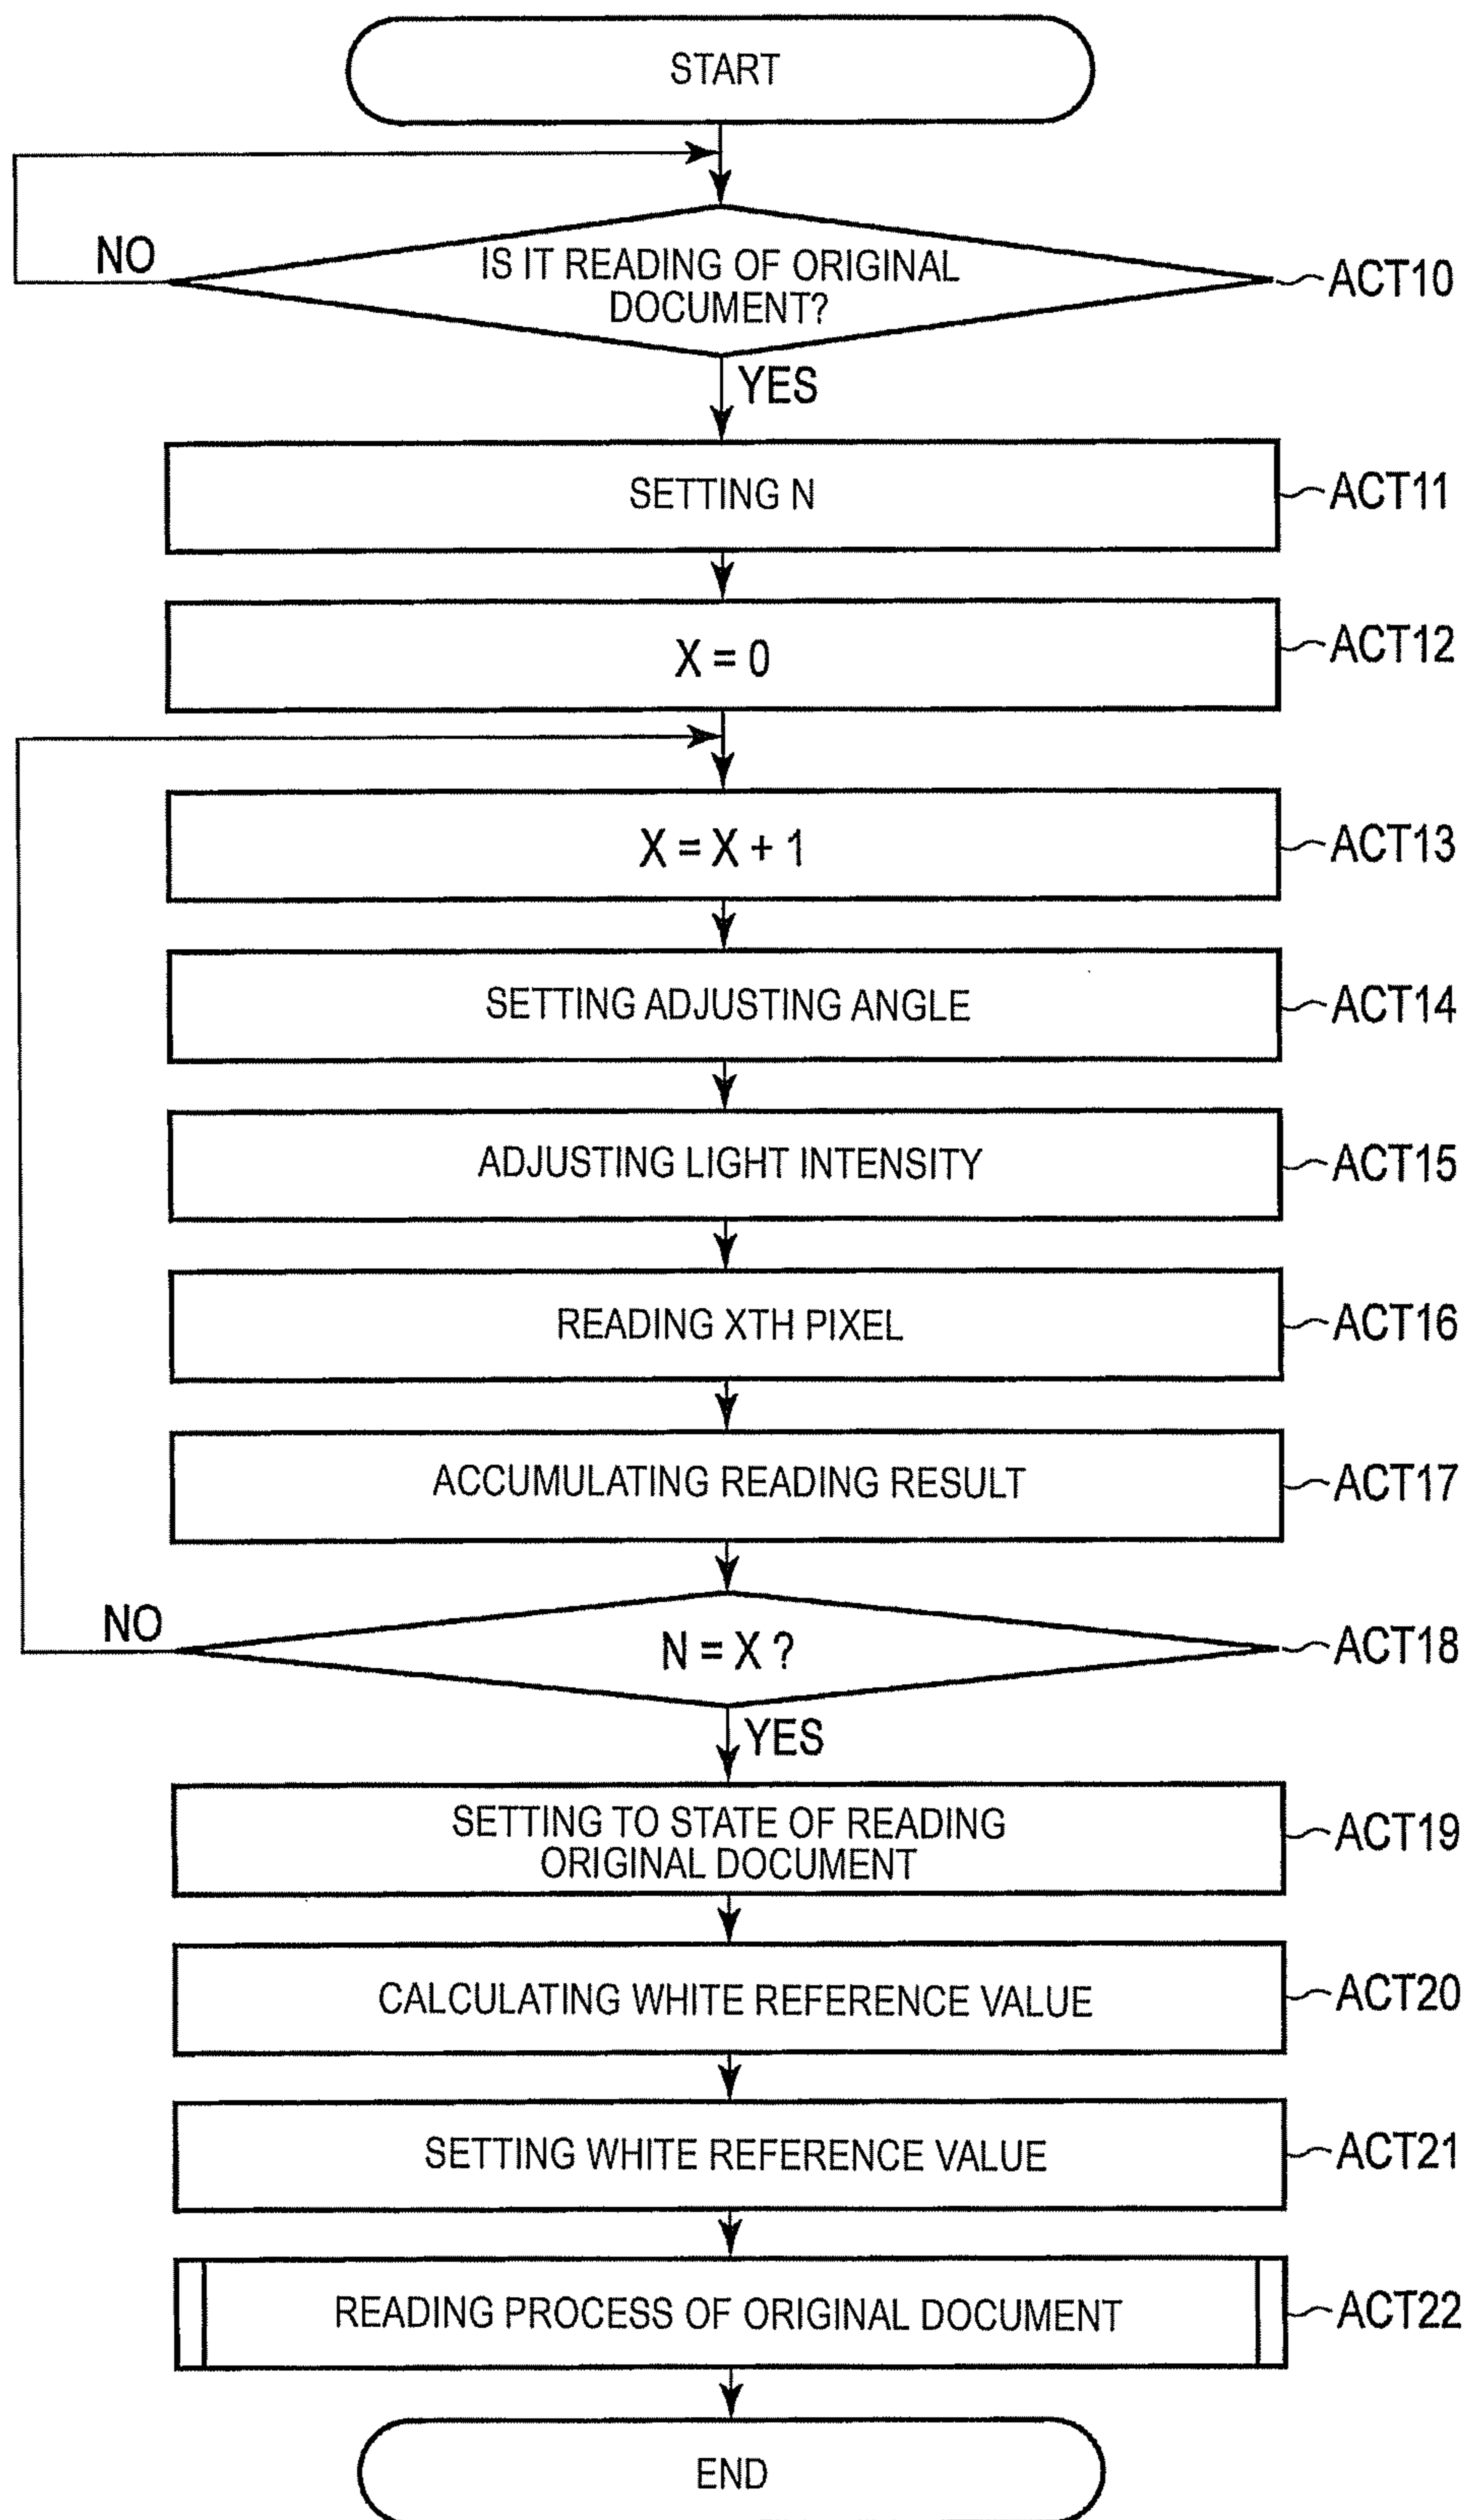 START
NO
IS IT READING OF ORIGINAL
DOCUMENT?
ACT10
YES
SETTING N
ACT11
X = 0
ACT12
X = X + 1
ACT13
SETTING ADJUSTING ANGLE
ACT14
ADJUSTING LIGHT INTENSITY
ACT15
READING XTH PIXEL
ACT16
ACCUMULATING READING RESULT
ACT17
NO
N = X ?
ACT18
YES
SETTING TO STATE OF READING
ORIGINAL DOCUMENT
ACT19
CALCULATING WHITE REFERENCE VALUE
ACT20
SETTING WHITE REFERENCE VALUE
ACT21
READING PROCESS OF ORIGINAL DOCUMENT
ACT22
END